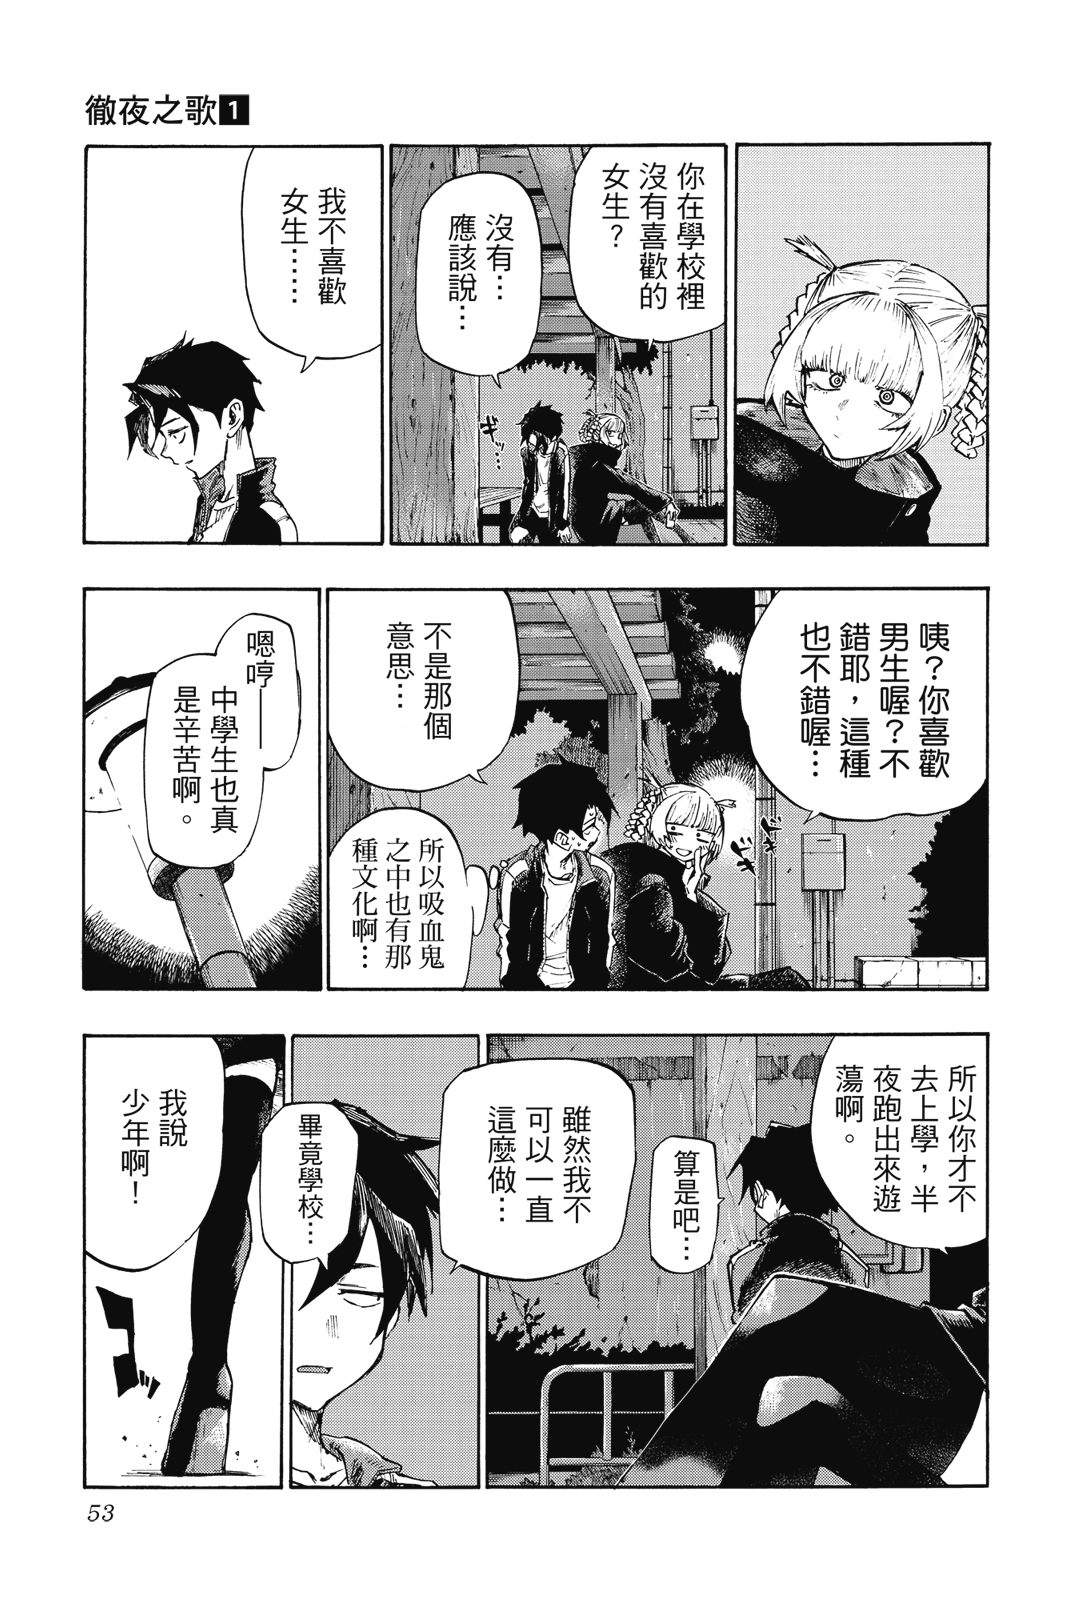 徹夜之歌1
你在學校裡
沒有喜歡的
女生？
沒有…
應該說…
ギシ…
我不喜歡
女生……
咦？你喜歡
男生喔？不
錯耶，這種
也不錯喔…
ドキ
ドキ
不是那個
意思…
所以吸血鬼
之中也有那
種文化啊…
嗯哼——
中學生也真
是辛苦啊。
所以你才不
去上學，半
夜跑出來遊
蕩啊。
算是吧…
雖然我不
可以一直
這麼做…
畢竟學校…
我說
少年啊！
53